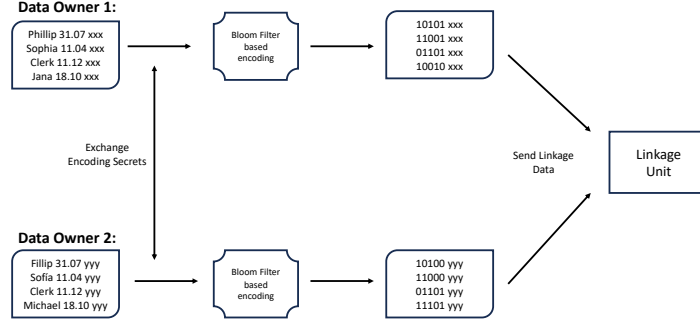 Data Owner 1:
Phillip 31.07 xxx
Sophia 11.04 xxx
Clerk 11.12 xxx
Jana 18.10 xxx
Bloom Filter
based
encoding
10101 xxx
11001 xxx
01101 xxx
10010 xxx
Exchange
Encoding Secrets
Send Linkage
Data
Linkage
Unit
Data Owner 2:
Fillip 31.07 yyy
Sofía 11.04 yyy
Clerk 11.12 yyy
Michael 18.10 yyy
Bloom Filter
based
encoding
10100 yyy
11000 yyy
01101 yyy
11101 yyy